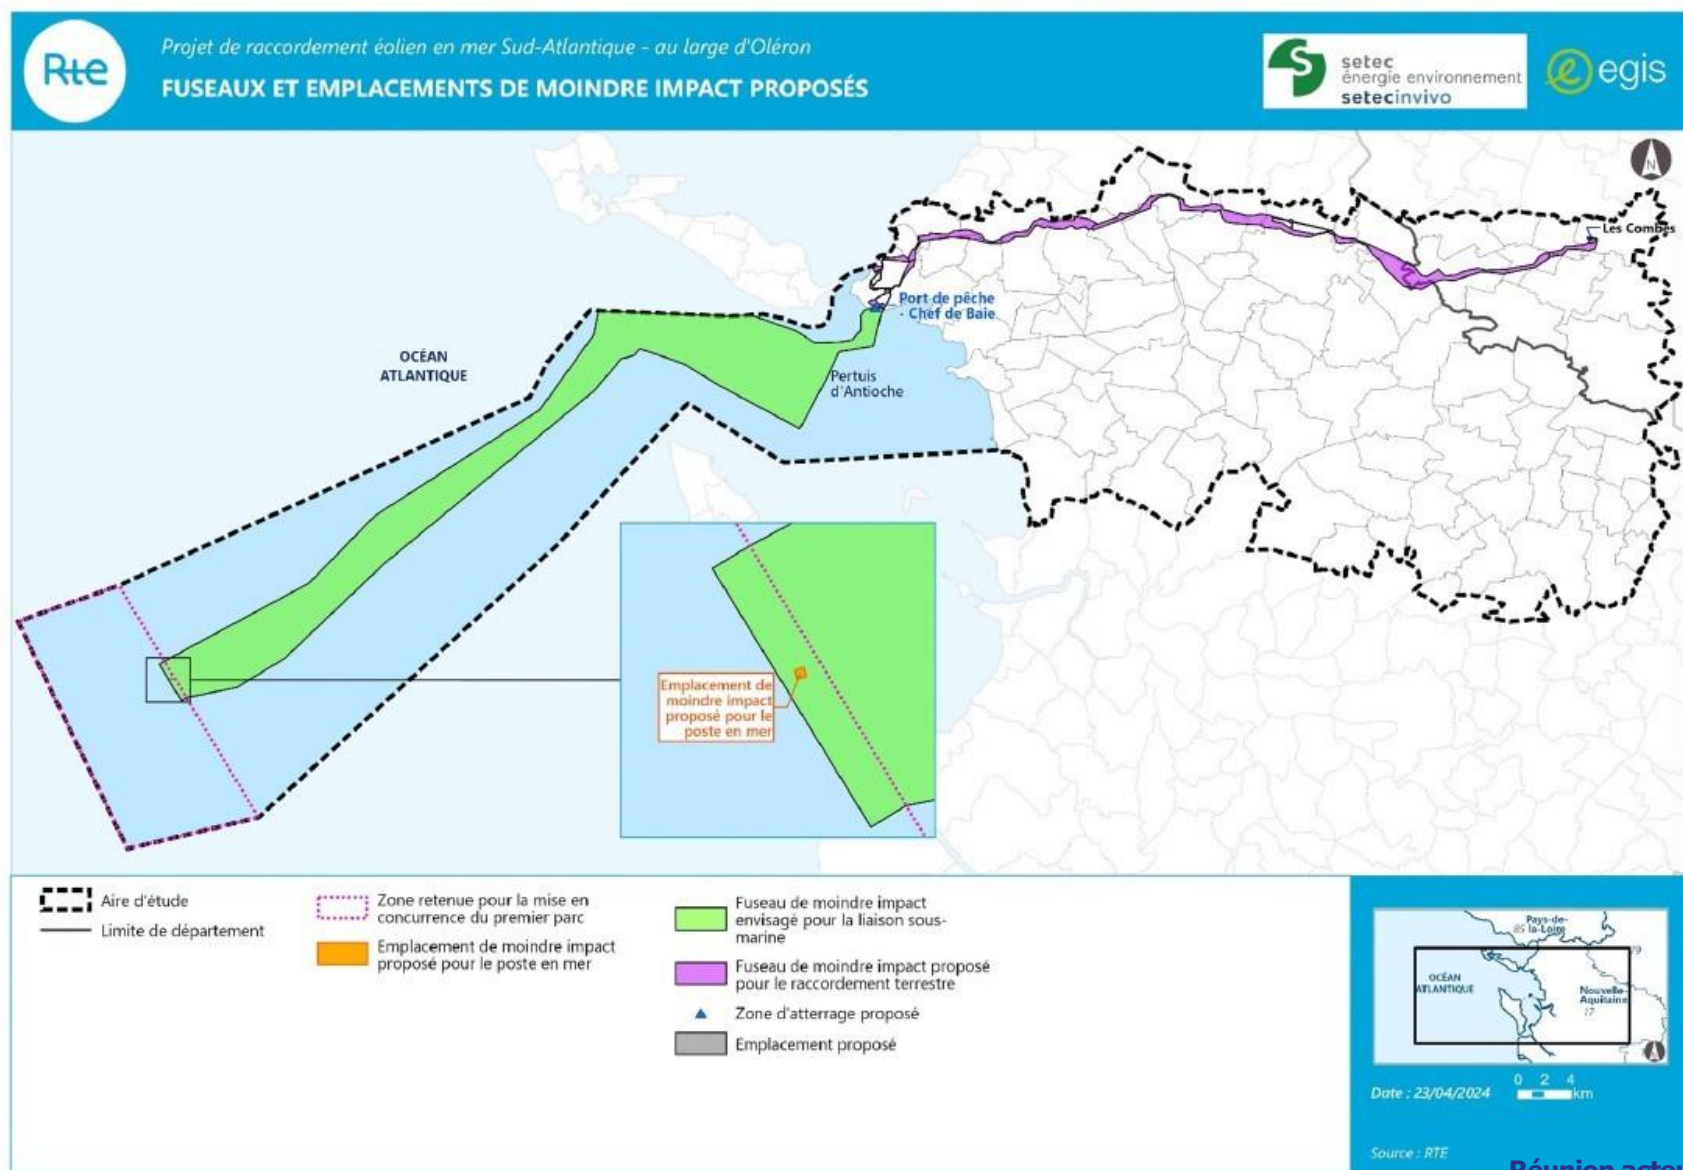 Rte
Projet de raccordement éolien en mer Sud-Atlantique - au large d'Oléron
FUSEAUX ET EMPLACEMENTS DE MOINDRE IMPACT PROPOSÉS
setec
énergie environnement
setecinvivo
egis
N
Les Combes
Port de pêche
- Chef de Baie
OCÉAN
ATLANTIQUE
Pertuis
d'Antioche
Emplacement de
moindre impact
proposé pour le
poste en mer
Aire d'étude
Limite de département
Zone retenue pour la mise en
concurrence du premier parc
Emplacement de moindre impact
proposé pour le poste en mer
Fuseau de moindre impact
envisagé pour la liaison sous-
marine
Fuseau de moindre impact proposé
pour le raccordement terrestre
Zone d'atterrage proposé
Emplacement proposé
Pays-de-
85 la-Loire
79
OCÉAN
ATLANTIQUE
Nouvelle-
Aquitaine
17
Date : 23/04/2024
0 2 4
km
Source : RTE
Réunion acteu